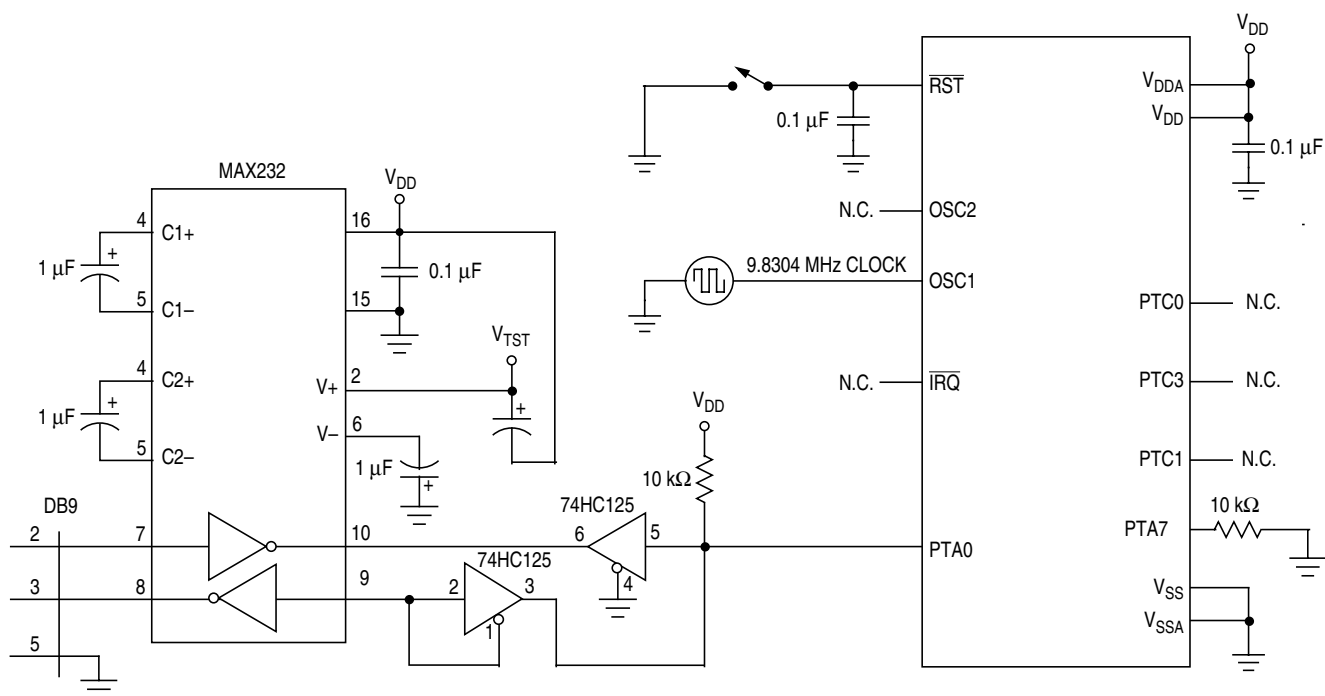 VDD
RST
VDDA
VDD
0.1 μF
0.1 μF
MAX232
VDD
4
C1+
16
1 μF
+
0.1 μF
5
C1–
15
N.C.
OSC2
9.8304 MHz CLOCK
OSC1
PTC0
N.C.
VTST
4
C2+
V+
2
1 μF
+
+
N.C.
IRQ
PTC3
N.C.
VDD
5
C2–
V–
6
1 μF
+
10 kΩ
PTC1
N.C.
DB9
74HC125
10 kΩ
2
7
10
6
5
PTA0
PTA7
74HC125
4
3
8
9
2
3
1
VSS
VSSA
5